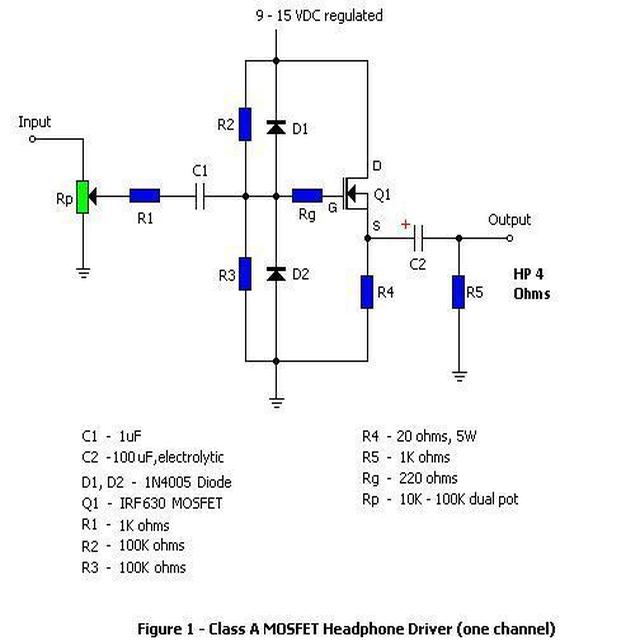 9 - 15 VDC regulated
Input
R2
D1
C1
D
Rp
R1
Rg
G
Q1
S
+
Output
R3
D2
C2
R4
R5
HP 4
Ohms
C1 - 1uF
C2 -100 uF,electrolytic
D1, D2 - 1N4005 Diode
Q1 - IRF630 MOSFET
R1 - 1K ohms
R2 - 100K ohms
R3 - 100K ohms
R4 - 20 ohms, 5W
R5 - 1K ohms
Rg - 220 ohms
Rp - 10K - 100K dual pot
Figure 1 - Class A MOSFET Headphone Driver (one channel)